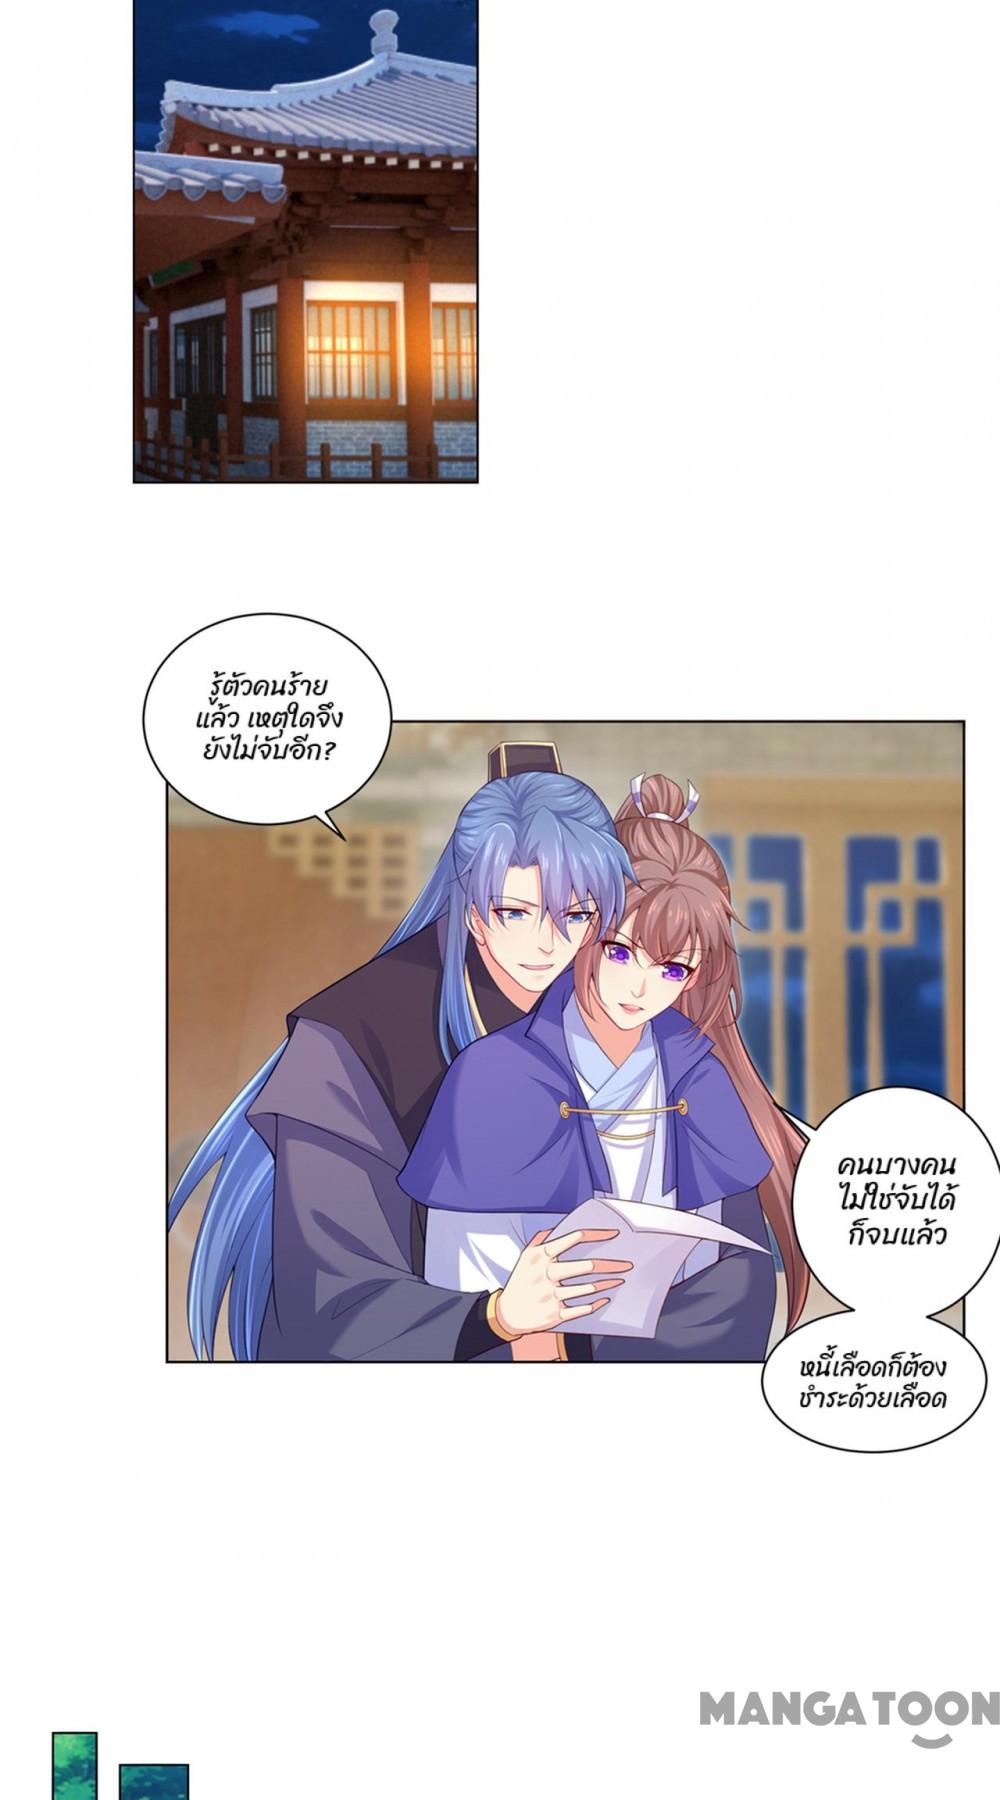 รู้ตัวคนร้าย
แล้ว เหตุใดจึง
ยังไม่จับอีก?
คนบางคน
ไม่ใช่จับได้
ก็จบแล้ว
หนี้เลือดก็ต้อง
ชำระด้วยเลือด
MANGATOON